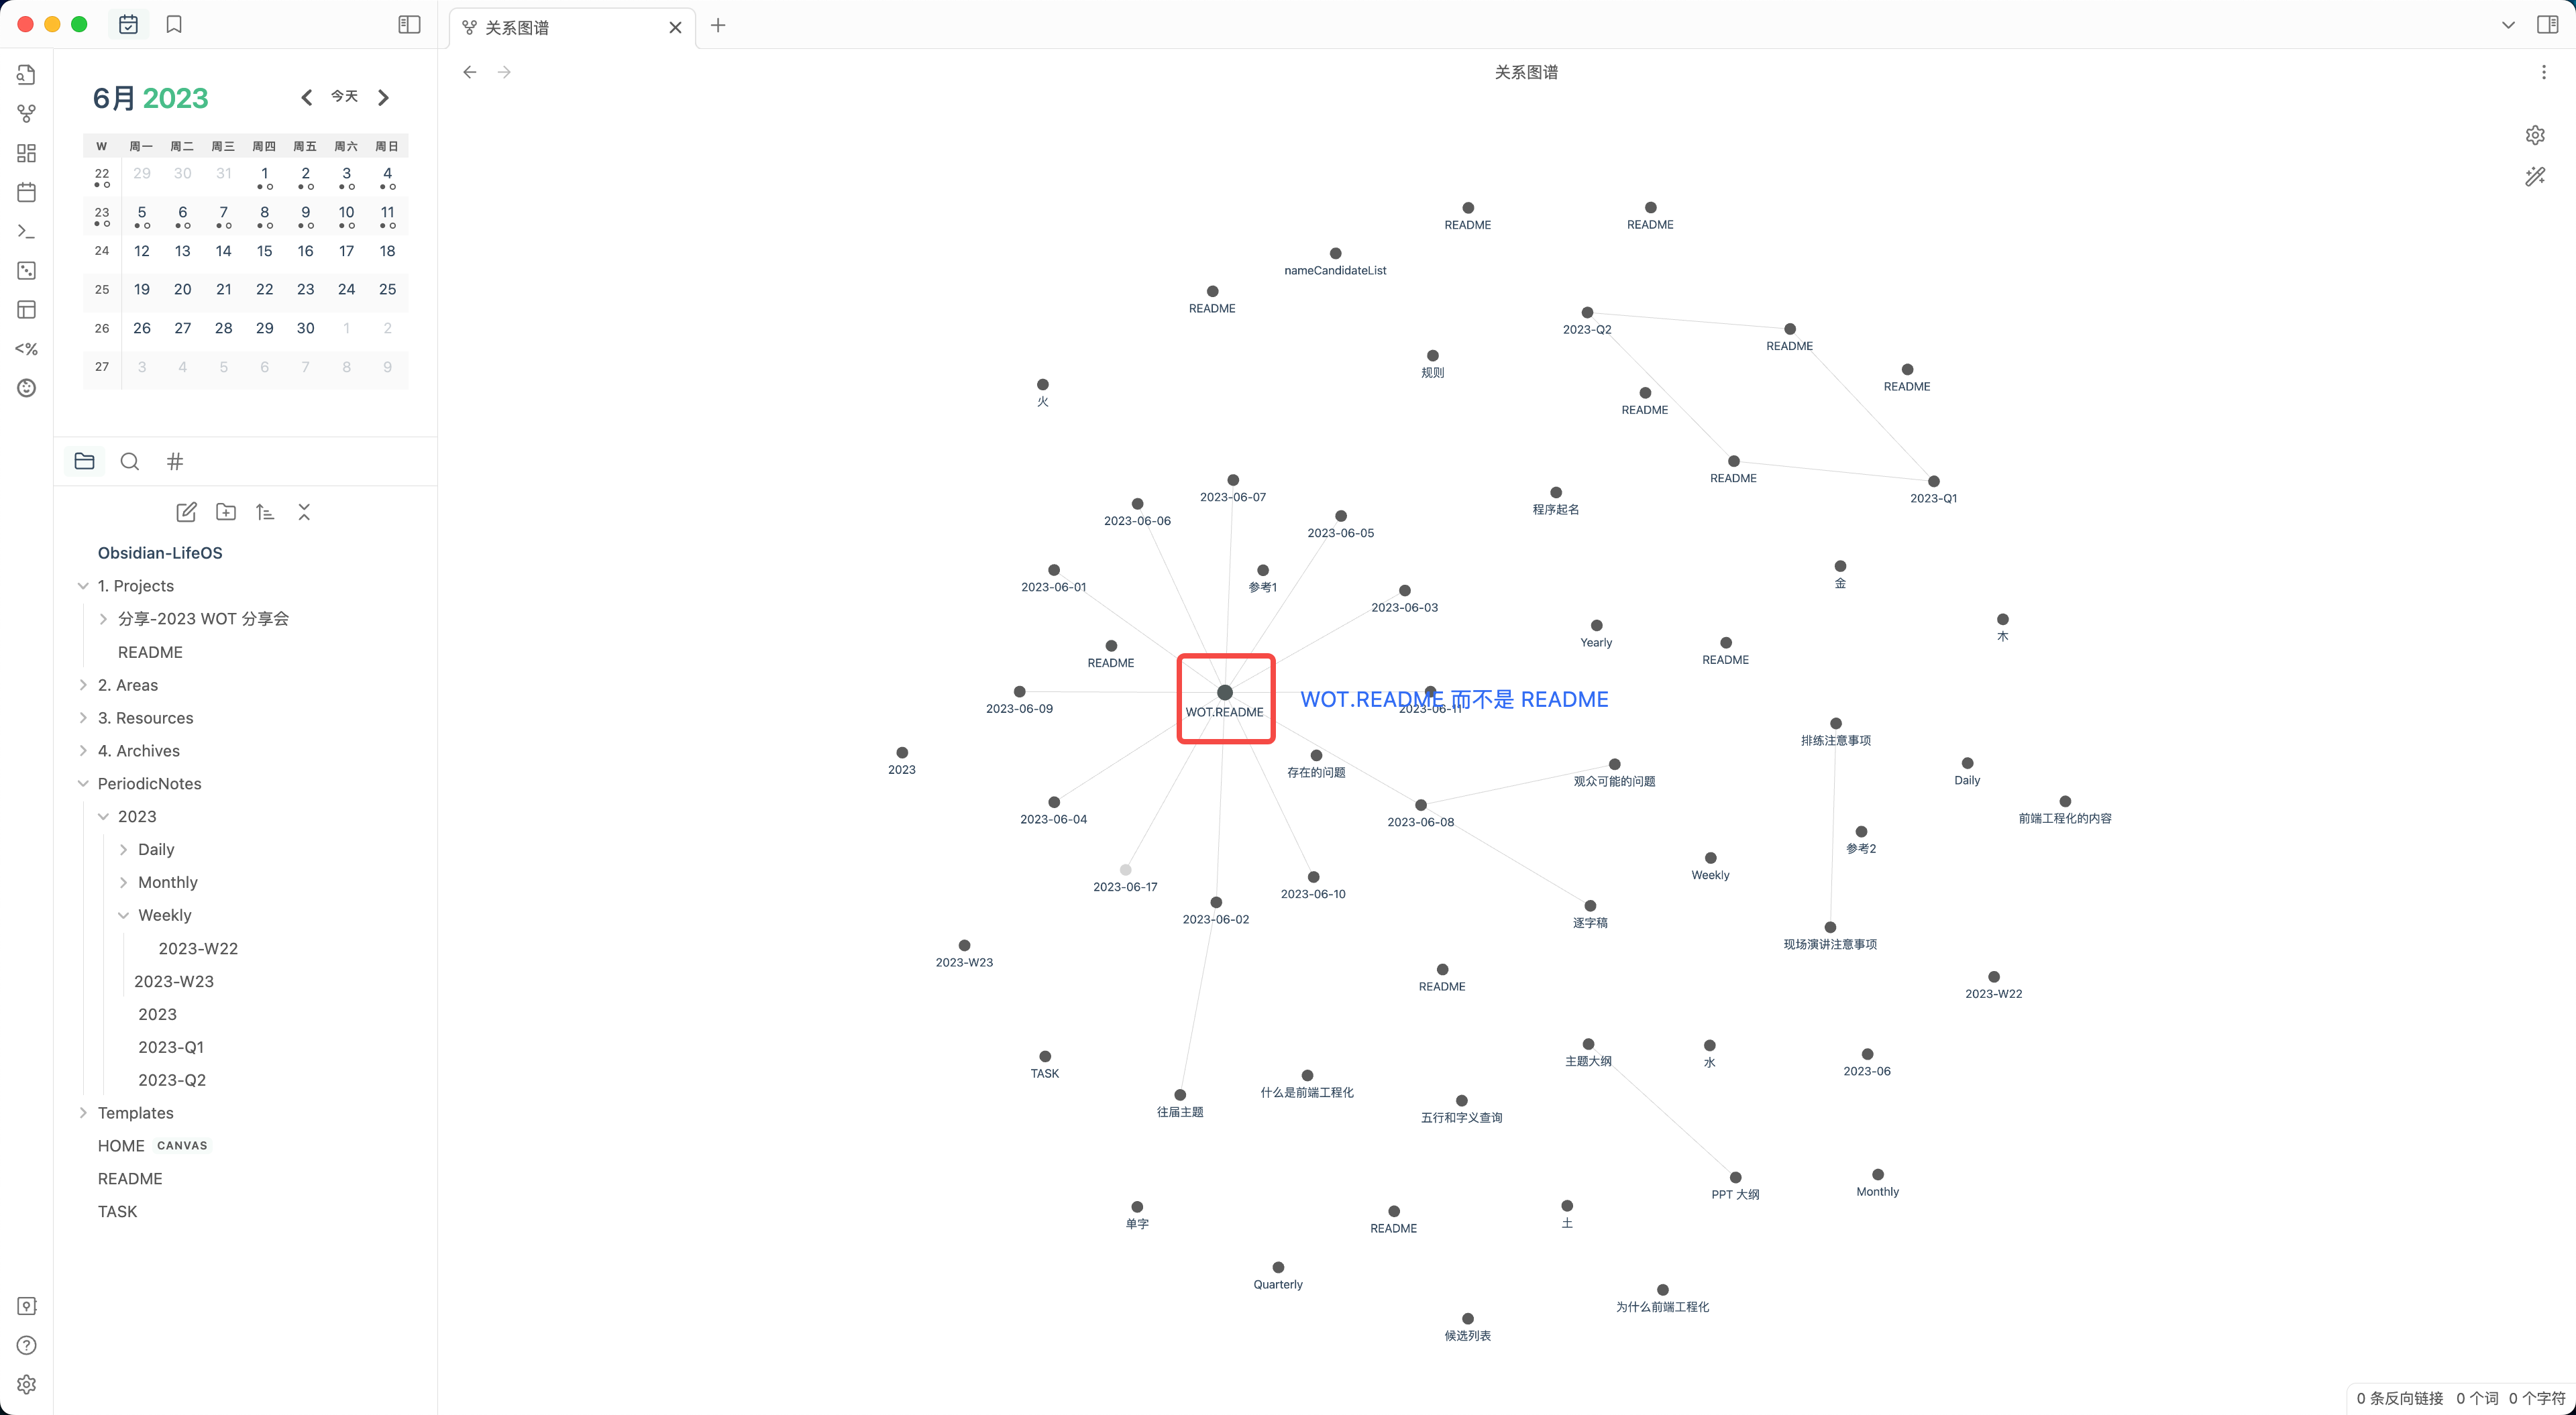 关系图谱
关系图谱
6月 2023
今天
W 周一 周二 周三 周四 周五 周六 周日
22 29 30 31 1 2 3 4
23 5 6 7 8 9 10 11
24 12 13 14 15 16 17 18
25 19 20 21 22 23 24 25
26 26 27 28 29 30 1 2
27 3 4 5 6 7 8 9
<%
Obsidian-LifeOS
1. Projects
分享-2023 WOT 分享会
README
2. Areas
3. Resources
4. Archives
PeriodicNotes
2023
Daily
Monthly
Weekly
2023-W22
2023-W23
2023
2023-Q1
2023-Q2
Templates
HOME CANVAS
README
TASK
README
README
nameCandidateList
README
2023-Q2
README
规则
README
火
README
README
2023-Q1
2023-06-07
程序起名
2023-06-06
2023-06-05
金
2023-06-01
参考1
2023-06-03
木
Yearly
README
README
WOT.README 而不是 README
2023-06-09
2023-06-11
WOT.README
排练注意事项
2023
存在的问题
观众可能的问题
Daily
2023-06-04
2023-06-08
前端工程化的内容
参考2
Weekly
2023-06-17
2023-06-10
2023-06-02
逐字稿
现场演讲注意事项
2023-W23
README
2023-W22
主题大纲
水
2023-06
TASK
什么是前端工程化
往届主题
五行和字义查询
PPT 大纲
Monthly
单字
README
土
Quarterly
为什么前端工程化
候选列表
0 条反向链接 0 个词 0 个字符